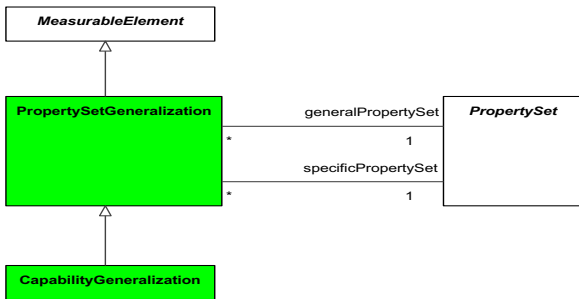 MeasurableElement
PropertySetGeneralization
generalPropertySet
PropertySet
* 1
specificPropertySet
* 1
CapabilityGeneralization